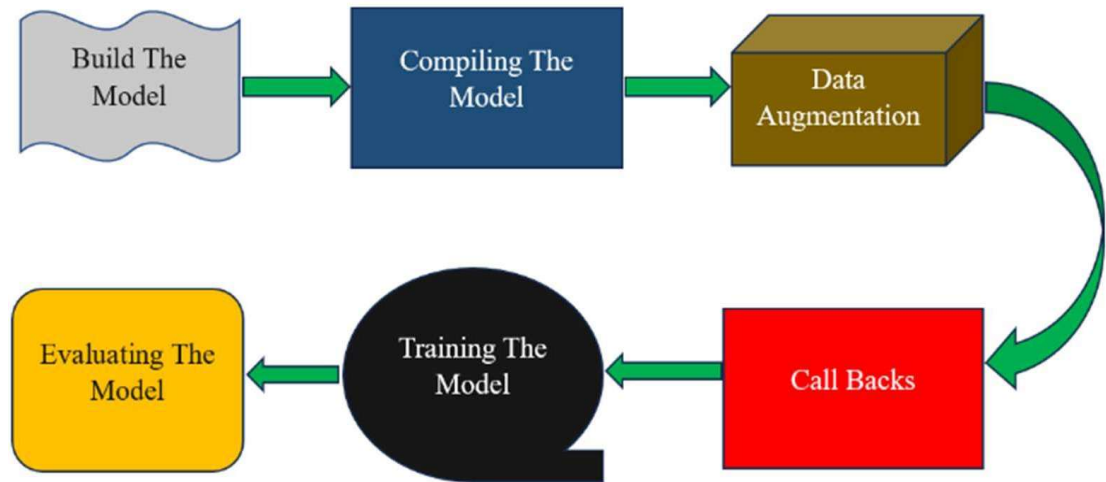 Build The
Model
Compiling The
Model
Data
Augmentation
Call Backs
Training The
Model
Evaluating The
Model